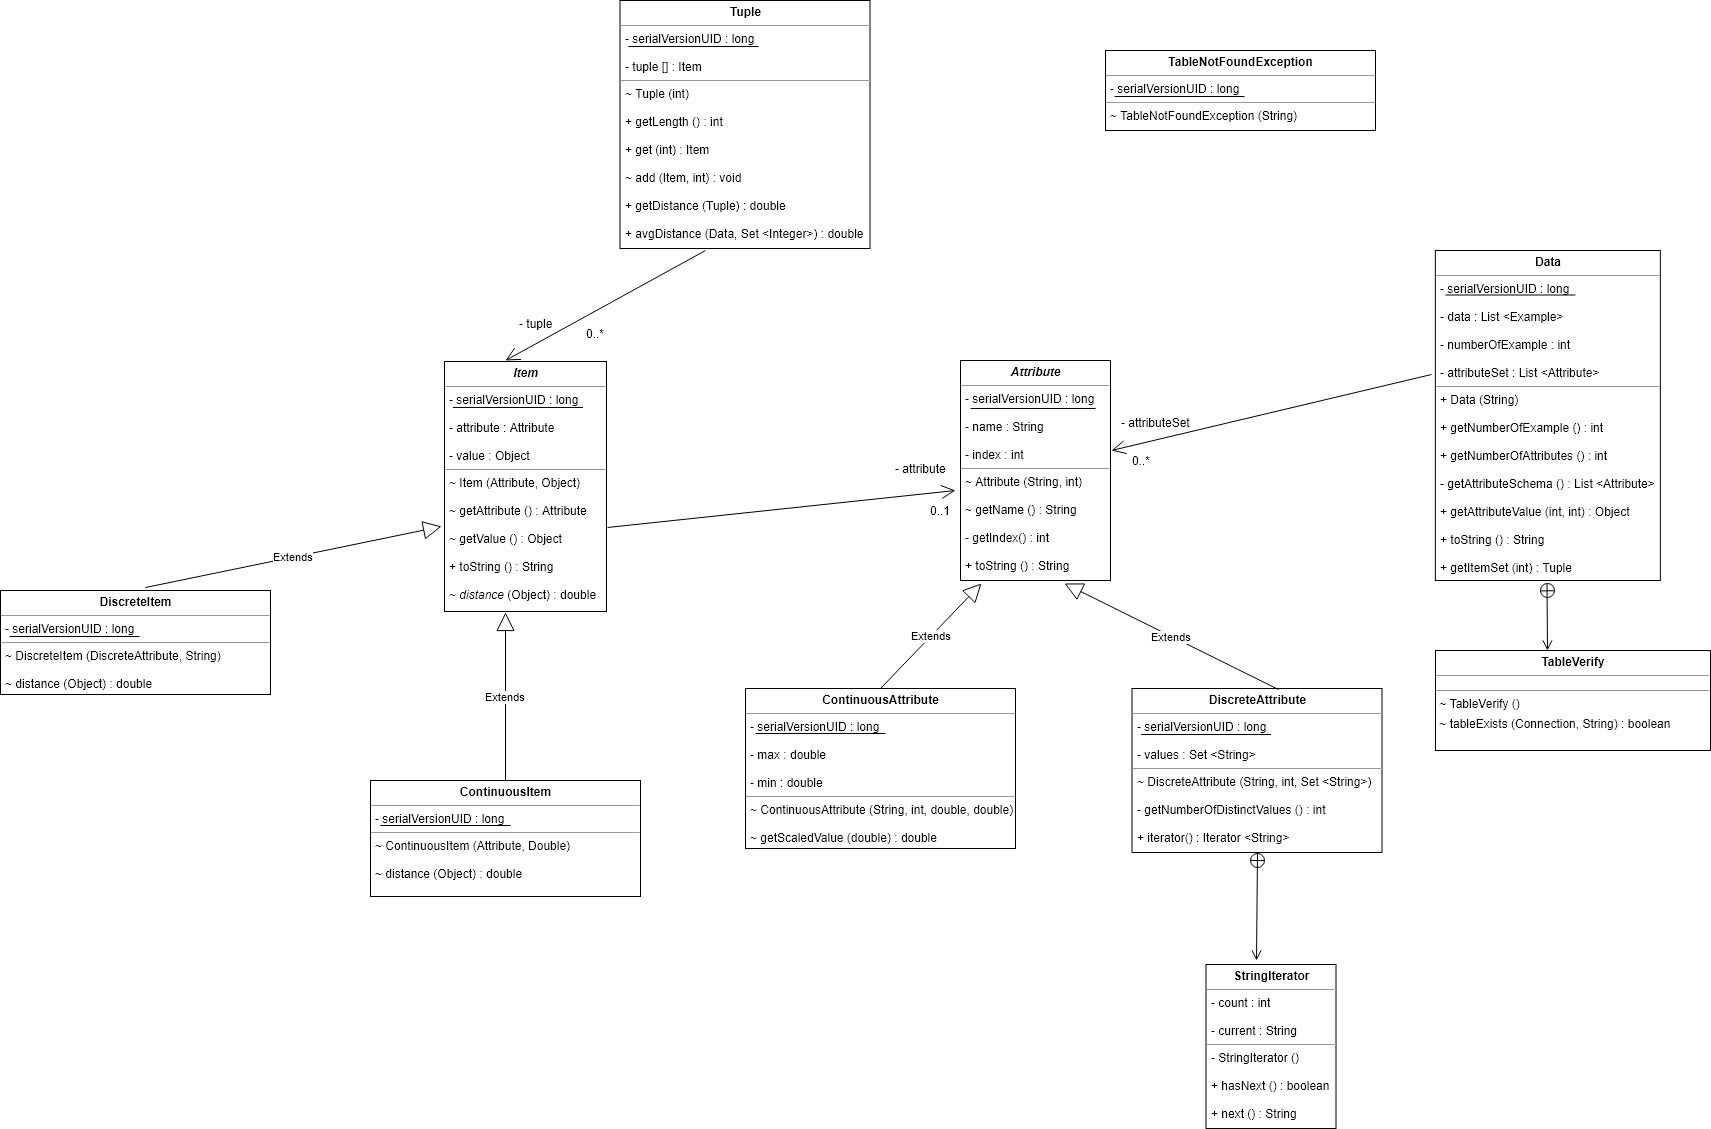 Tuple
- serialVersionUID : long
- tuple [] : Item
~ Tuple (int)
+ getLength () : int
+ get (int) : Item
~ add (Item, int) : void
+ getDistance (Tuple) : double
+ avgDistance (Data, Set <Integer>) : double
TableNotFoundException
- serialVersionUID : long
~ TableNotFoundException (String)
- tuple
0..*
Item
- serialVersionUID : long
- attribute : Attribute
- value : Object
~ Item (Attribute, Object)
~ getAttribute () : Attribute
~ getValue () : Object
+ toString () : String
~ distance (Object) : double
- attribute
0..1
Attribute
- serialVersionUID : long
- name : String
- index : int
~ Attribute (String, int)
~ getName () : String
- getIndex() : int
+ toString () : String
- attributeSet
0..*
Data
- serialVersionUID : long
- data : List <Example>
- numberOfExample : int
- attributeSet : List <Attribute>
+ Data (String)
+ getNumberOfExample () : int
+ getNumberOfAttributes () : int
- getAttributeSchema () : List <Attribute>
+ getAttributeValue (int, int) : Object
+ toString () : String
+ getItemSet (int) : Tuple
Extends
DiscreteItem
- serialVersionUID : long
~ DiscreteItem (DiscreteAttribute, String)
~ distance (Object) : double
Extends
ContinuousItem
- serialVersionUID : long
~ ContinuousItem (Attribute, Double)
~ distance (Object) : double
Extends
Extends
ContinuousAttribute
- serialVersionUID : long
- max : double
- min : double
~ ContinuousAttribute (String, int, double, double)
~ getScaledValue (double) : double
DiscreteAttribute
- serialVersionUID : long
- values : Set <String>
~ DiscreteAttribute (String, int, Set <String>)
- getNumberOfDistinctValues () : int
+ iterator() : Iterator <String>
TableVerify
~ TableVerify ()
~ tableExists (Connection, String) : boolean
StringIterator
- count : int
- current : String
- StringIterator ()
+ hasNext () : boolean
+ next () : String